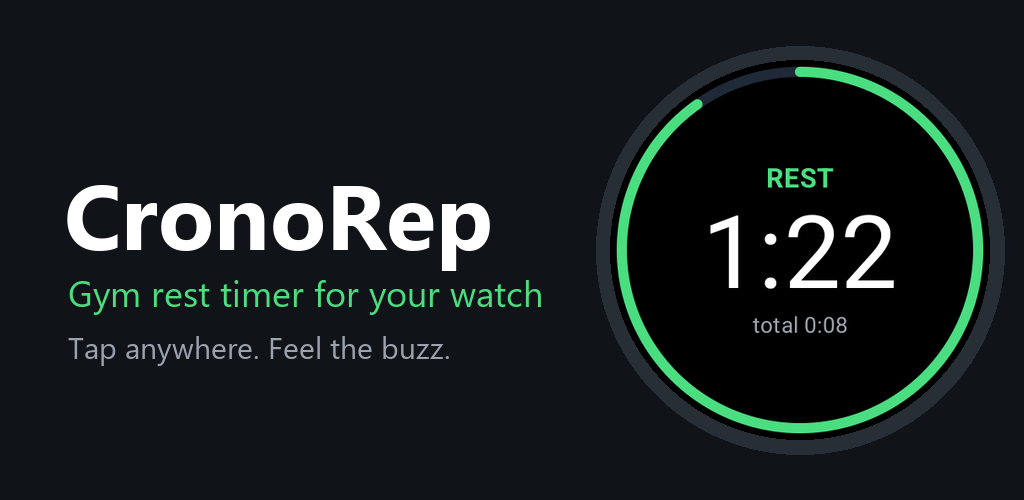 CronoRep
Gym rest timer for your watch
Tap anywhere. Feel the buzz.
REST
1:22
total 0:08